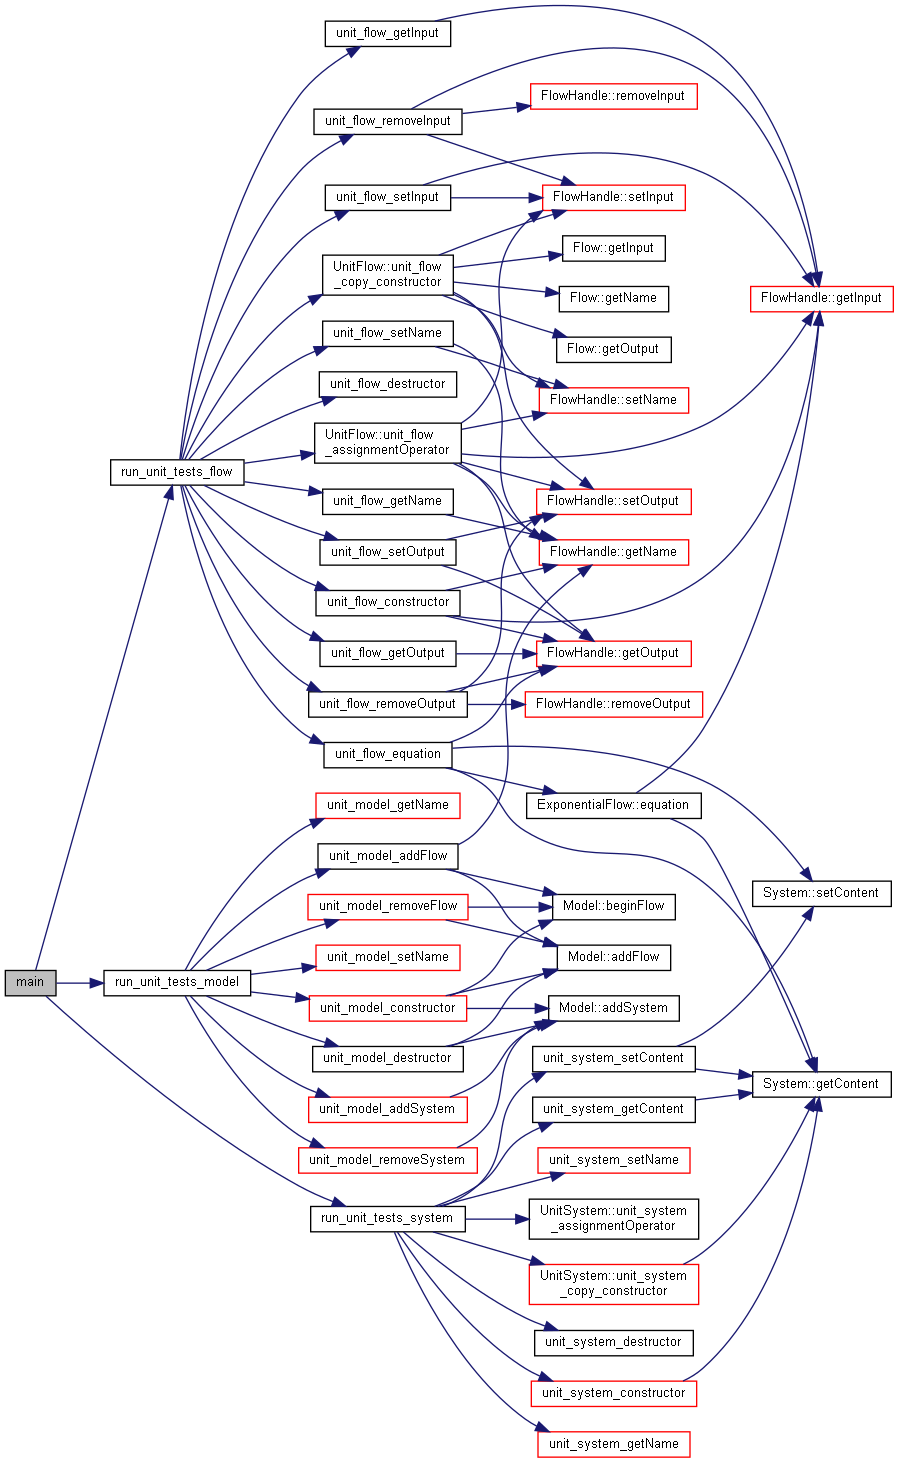 unit_flow_getInput
FlowHandle::removeInput
unit_flow_removeInput
unit_flow_setInput
FlowHandle::setInput
Flow::getInput
UnitFlow::unit_flow
_copy_constructor
Flow::getName
FlowHandle::getInput
unit_flow_setName
Flow::getOutput
unit_flow_destructor
FlowHandle::setName
UnitFlow::unit_flow
_assignmentOperator
run_unit_tests_flow
unit_flow_getName
FlowHandle::setOutput
unit_flow_setOutput
FlowHandle::getName
unit_flow_constructor
unit_flow_getOutput
FlowHandle::getOutput
unit_flow_removeOutput
FlowHandle::removeOutput
unit_flow_equation
unit_model_getName
ExponentialFlow::equation
unit_model_addFlow
System::setContent
unit_model_removeFlow
Model::beginFlow
unit_model_setName
Model::addFlow
main
run_unit_tests_model
unit_model_constructor
Model::addSystem
unit_model_destructor
unit_system_setContent
System::getContent
unit_model_addSystem
unit_system_getContent
unit_model_removeSystem
unit_system_setName
run_unit_tests_system
UnitSystem::unit_system
_assignmentOperator
UnitSystem::unit_system
_copy_constructor
unit_system_destructor
unit_system_constructor
unit_system_getName